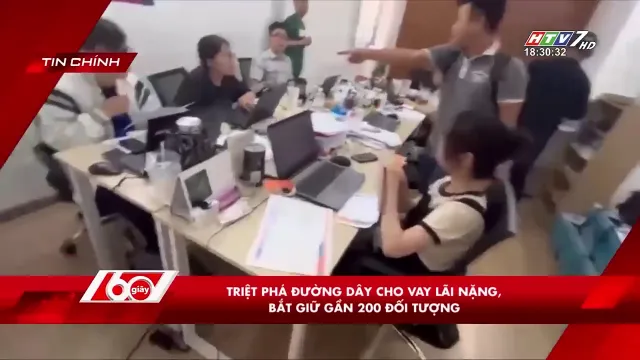 TIN CHÍNH
HTV7 HD
18:30:32
60 giây
TRIỆT PHÁ ĐƯỜNG DÂY CHO VAY LÃI NẶNG,
BẮT GIỮ GẦN 200 ĐỐI TƯỢNG